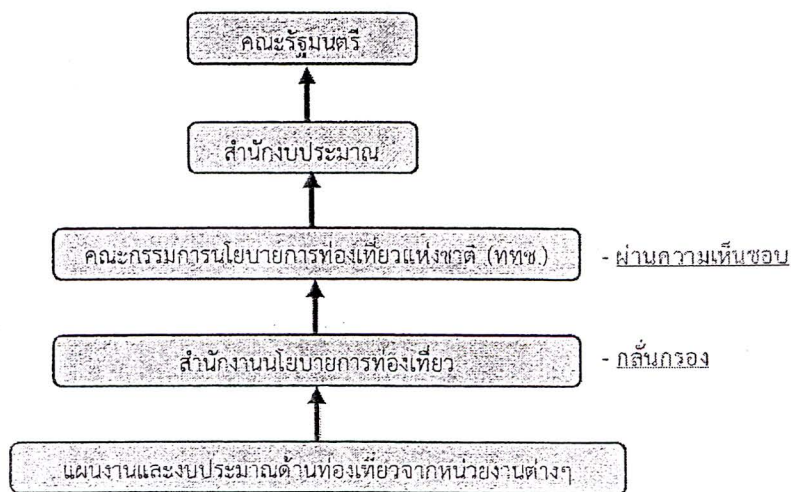 คณะรัฐมนตรี
สำนักงบประมาณ
คณะกรรมการนโยบายการท่องเที่ยวแห่งชาติ (ททช.)
- ผ่านความเห็นชอบ
สำนักงานนโยบายการท่องเที่ยว
- กลั่นกรอง
แผนงานและงบประมาณด้านท่องเที่ยวจากหน่วยงานต่างๆ